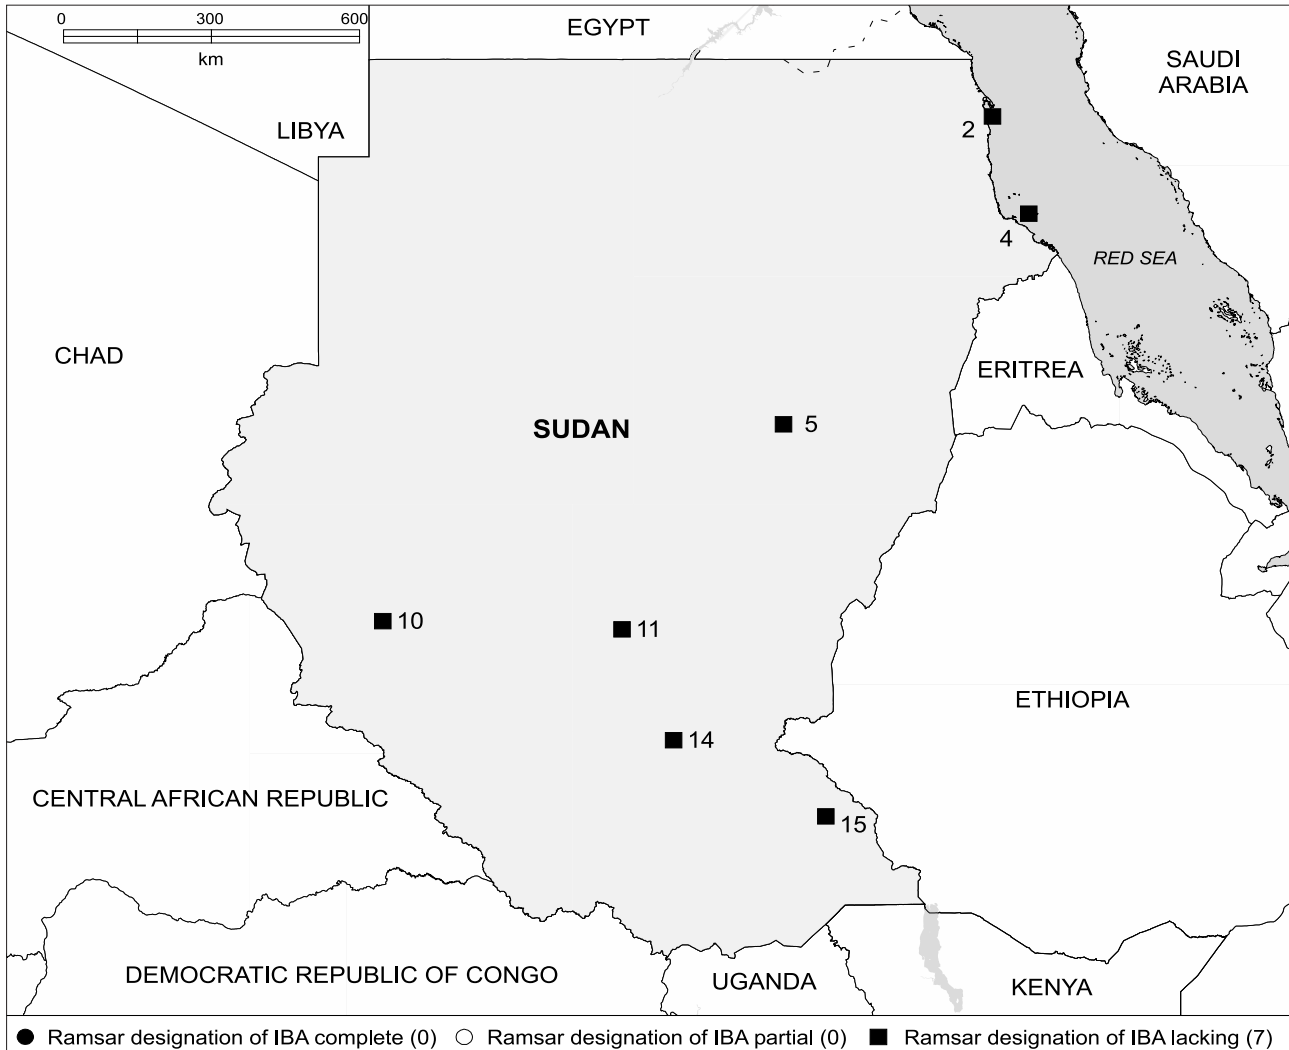 0 300 600
km
EGYPT
SAUDI
ARABIA
LIBYA
2
4
RED SEA
CHAD
ERITREA
SUDAN
5
10
11
ETHIOPIA
14
CENTRAL AFRICAN REPUBLIC
15
DEMOCRATIC REPUBLIC OF CONGO
UGANDA
KENYA
Ramsar designation of IBA complete (0) Ramsar designation of IBA partial (0) Ramsar designation of IBA lacking (7)